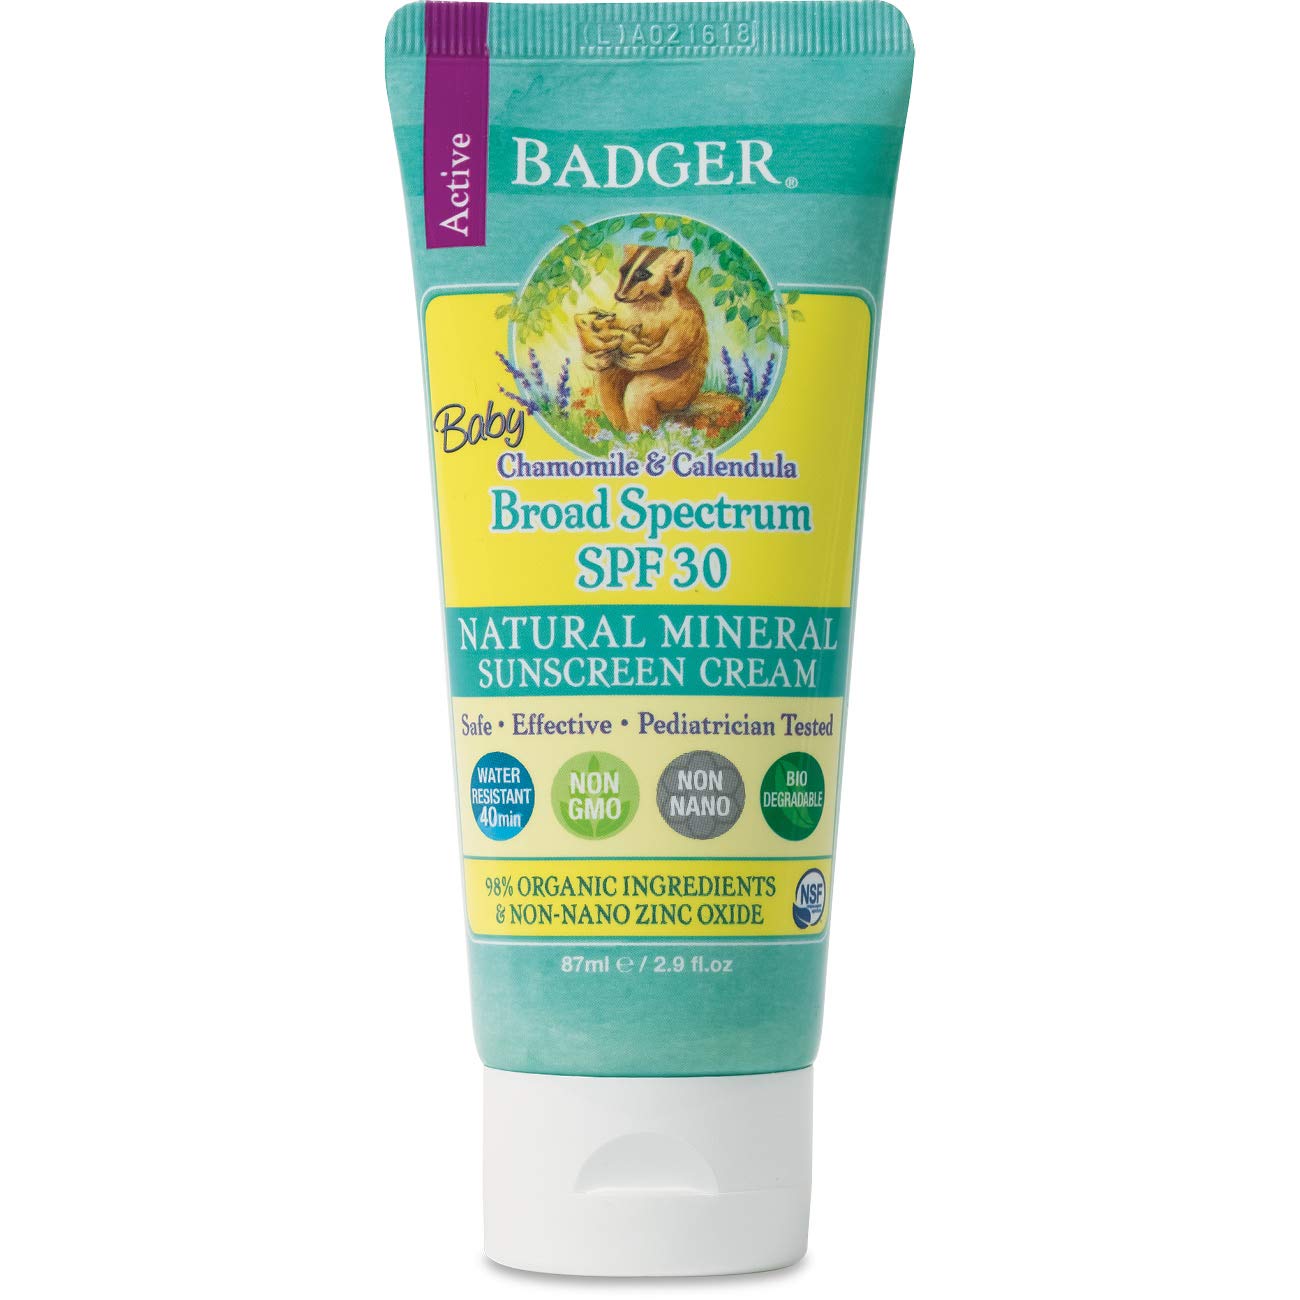 (L)A021618
Active
BADGER®
Baby
Chamomile & Calendula
Broad Spectrum
SPF 30
NATURAL MINERAL
SUNSCREEN CREAM
Safe • Effective • Pediatrician Tested
WATER
RESISTANT
40min
NON
GMO
NON
NANO
BIO
DEGRADABLE
98% ORGANIC INGREDIENTS
& NON-NANO ZINC OXIDE
NSF
87ml ℮ / 2.9 fl.oz